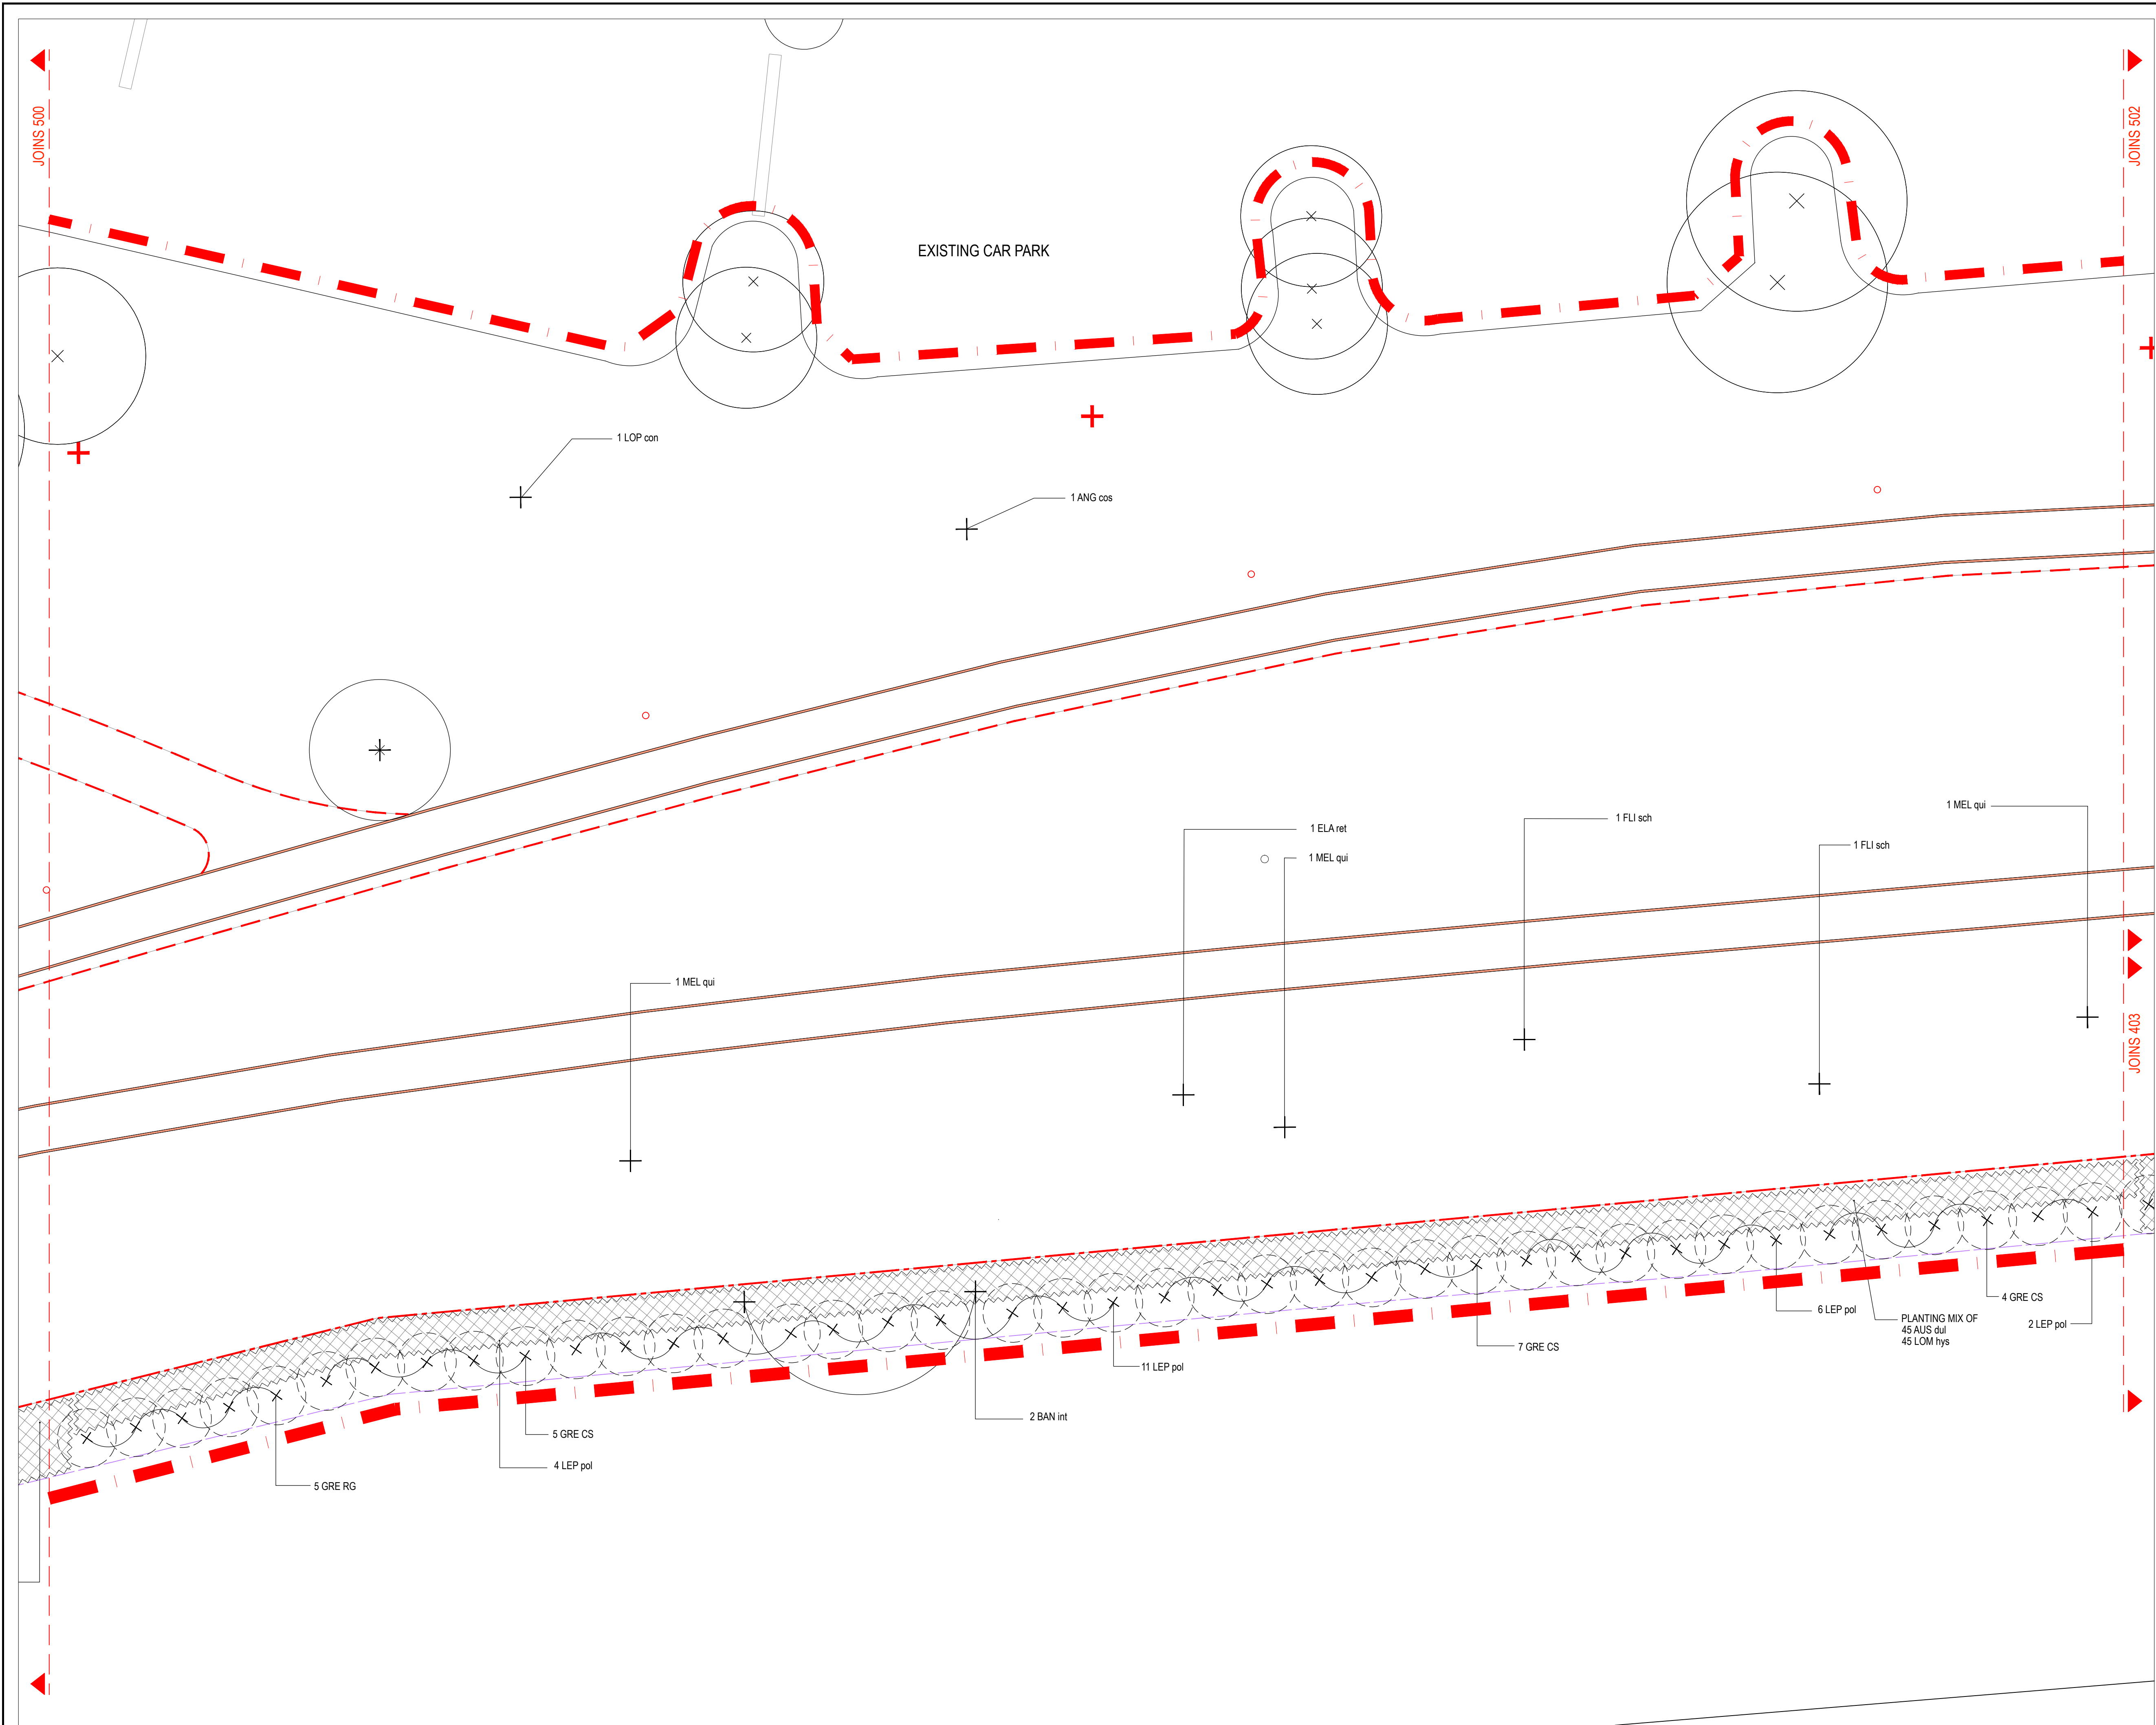 JOINS 500
JOINS 502
EXISTING CAR PARK
1 LOP con
1 ANG cos
1 MEL qui
1 FLI sch
1 ELA ret
1 FLI sch
1 MEL qui
1 MEL qui
JOINS 403
4 GRE CS
6 LEP pol
PLANTING MIX OF
45 AUS dul
45 LOM hys
2 LEP pol
7 GRE CS
11 LEP pol
2 BAN int
5 GRE CS
4 LEP pol
5 GRE RG